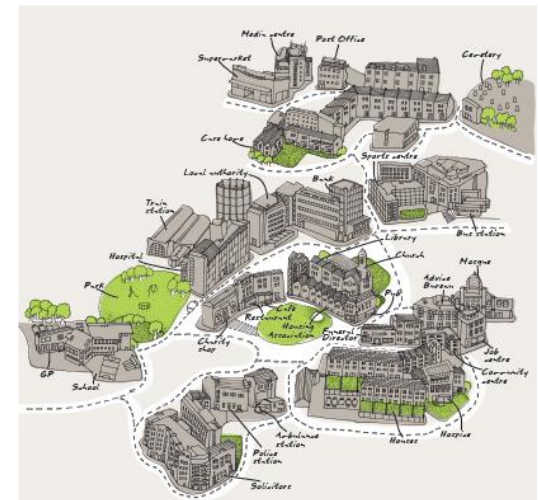 Media centre
Post Office
Supermarket
Cemetery
Care home
Sports centre
Local authority
Bank
Train
station
Bus station
Library
Hospital
Church
Mosque
Park
Advice
Bureau
Café
Restaurant
Pub
Housing
Association
Funeral
Director
Charity
shop
Job
centre
GP
School
Community
centre
Ambulance
station
Police
station
Houses
Hospice
Solicitors